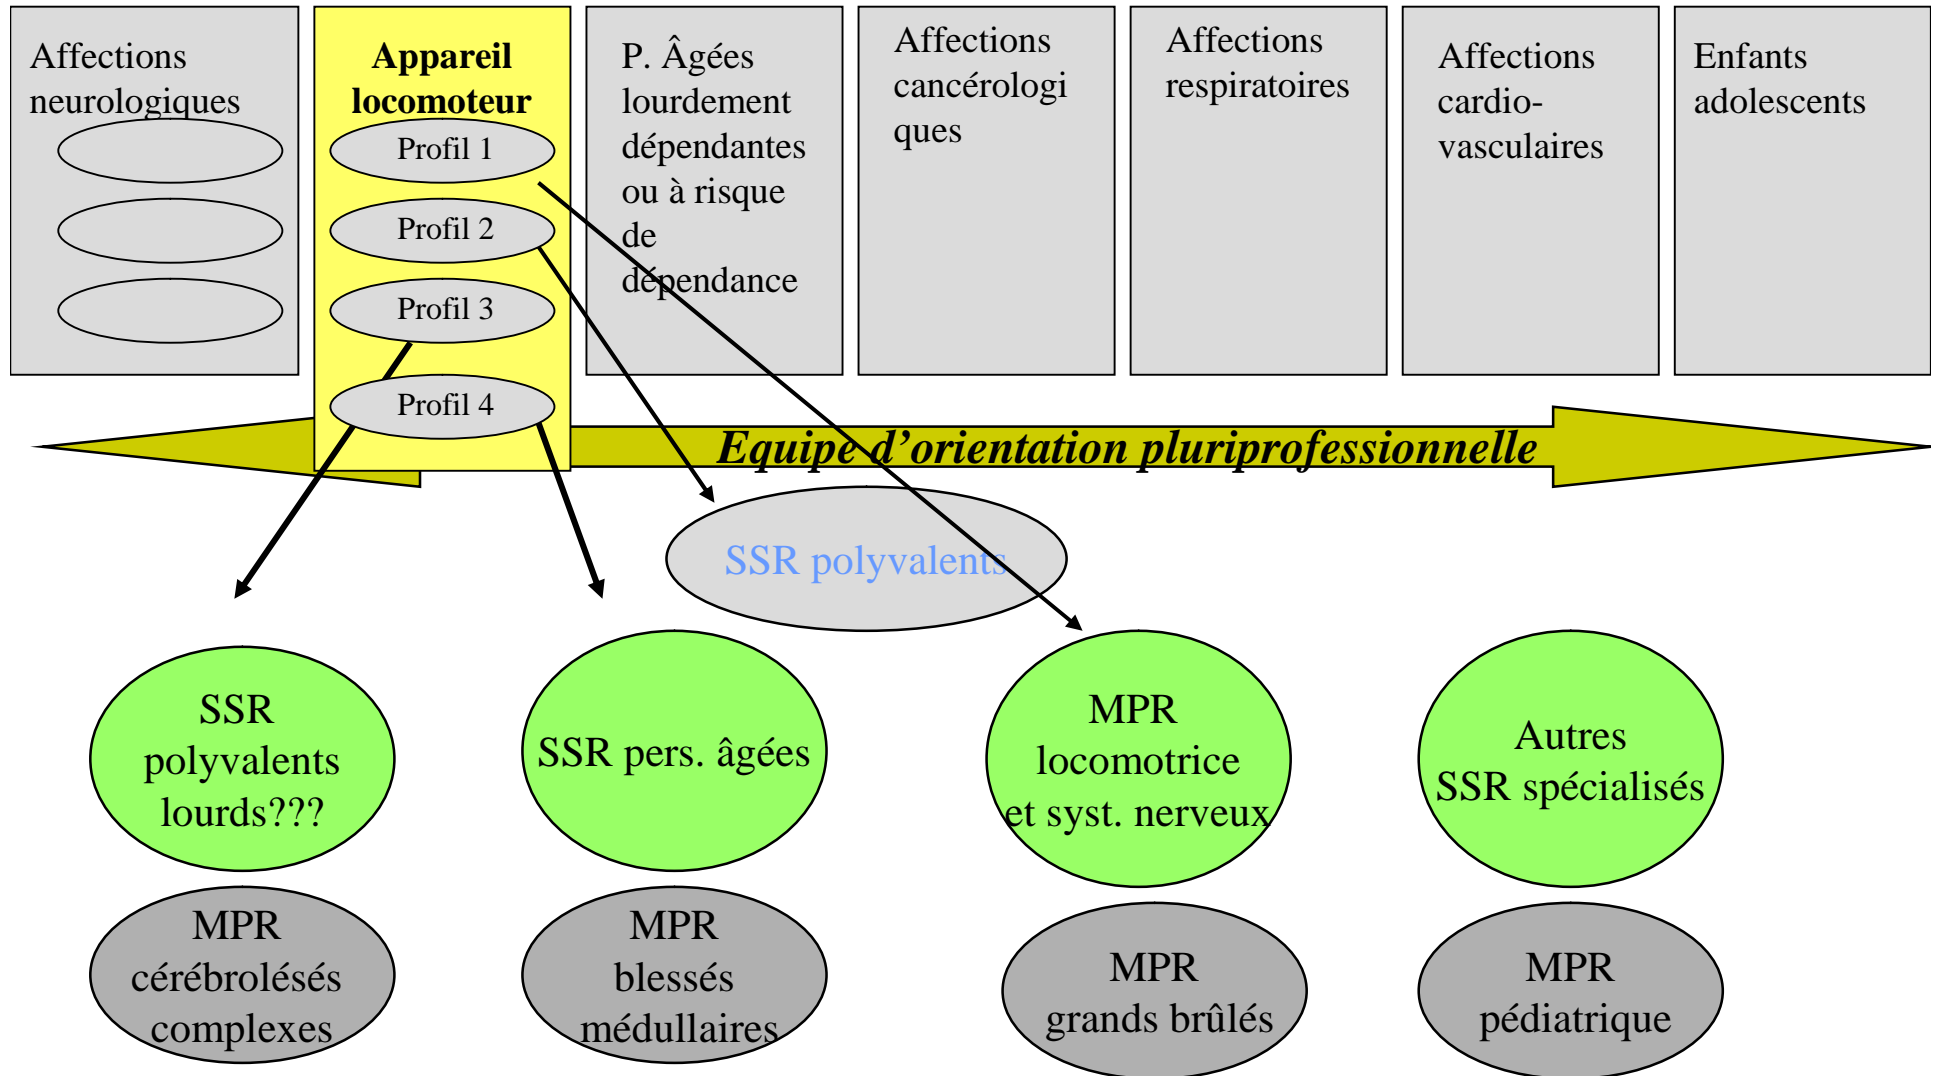 Affections
neurologiques
Appareil
locomoteur
Profil 1
Profil 2
Profil 3
Profil 4
P. Âgées
lourdement
dépendantes
ou à risque
de
dépendance
Affections
cancérologi
ques
Affections
respiratoires
Affections
cardio-
vasculaires
Enfants
adolescents
Equipe d’orientation pluriprofessionnelle
SSR polyvalents
SSR
polyvalents
lourds???
SSR pers. âgées
MPR
locomotrice
et syst. nerveux
Autres
SSR spécialisés
MPR
cérébrolésés
complexes
MPR
blessés
médullaires
MPR
grands brûlés
MPR
pédiatrique